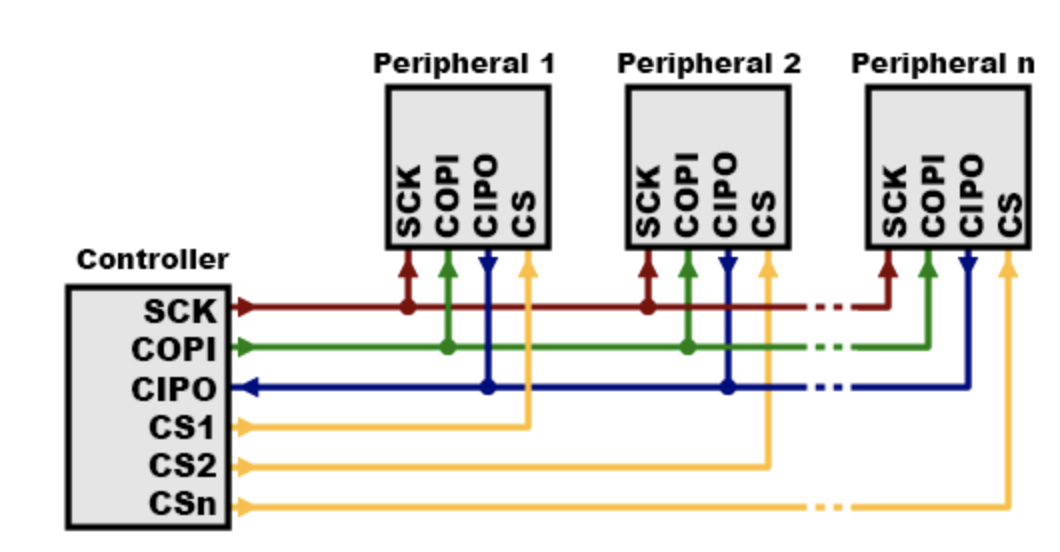 Peripheral 1
Peripheral 2
Peripheral n
SCK
COPI
CIPO
CS
SCK
COPI
CIPO
CS
SCK
COPI
CIPO
CS
Controller
SCK
COPI
CIPO
CS1
CS2
CSn